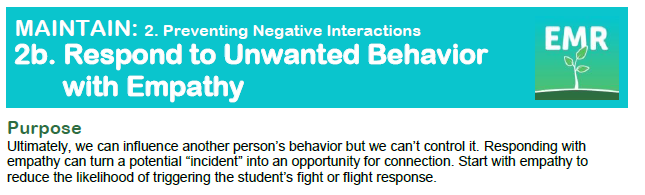 MAINTAIN: 2. Preventing Negative Interactions
2b. Respond to Unwanted Behavior
with Empathy
EMR
Purpose
Ultimately, we can influence another person's behavior but we can't control it. Responding with
empathy can turn a potential “incident” into an opportunity for connection. Start with empathy to
reduce the likelihood of triggering the student's fight or flight response.